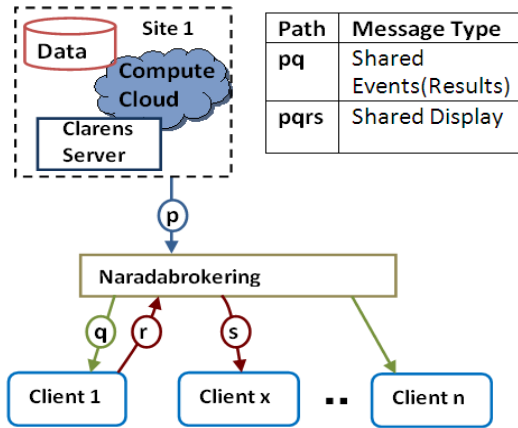 Site 1
Data
Compute
Cloud
Clarens
Server
Path Message Type
pq Shared
Events(Results)
pqrs Shared Display
p
Naradabrokering
q r s
Client 1 Client x .. Client n